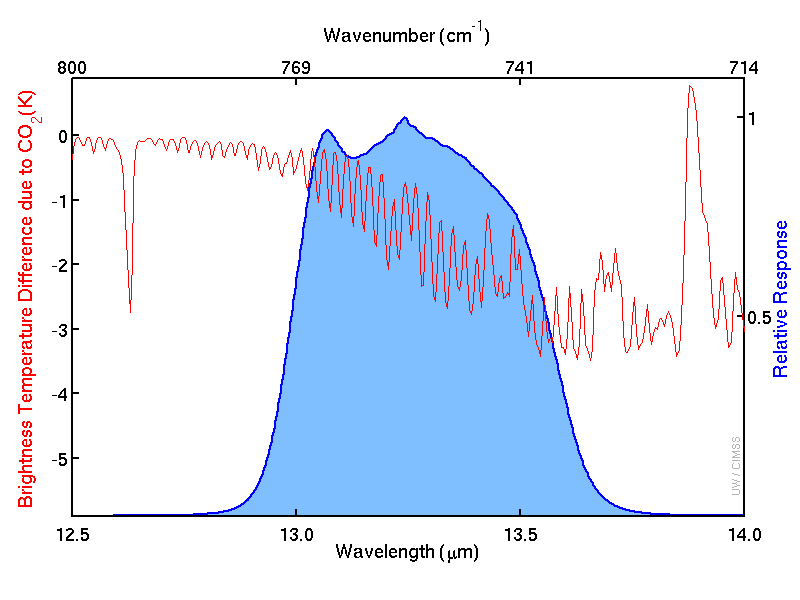 Wavenumber (cm-1)
800 769 741 714
Brightness Temperature Difference due to CO2(K)
0
-1
-2
-3
-4
-5
1
0.5
Relative Response
UW / CIMSS
12.5 13.0 13.5 14.0
Wavelength (μm)